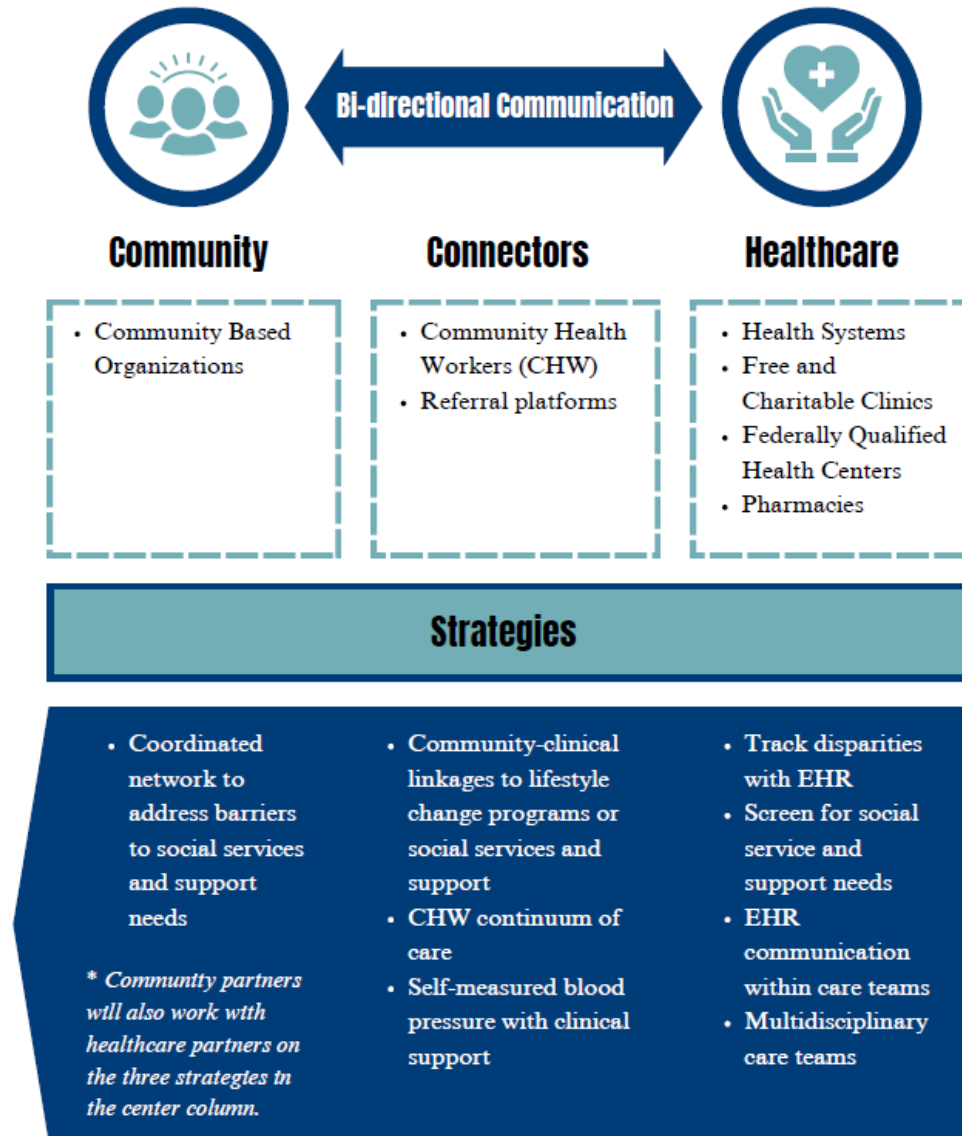 Bi-directional Communication
Community
Connectors
Healthcare
• Community Based
Organizations
• Community Health
Workers (CHW)
• Referral platforms
• Health Systems
• Free and
Charitable Clinics
• Federally Qualified
Health Centers
• Pharmacies
Strategies
• Coordinated
network to
address barriers
to social services
and support
needs
* Community partners
will also work with
healthcare partners on
the three strategies in
the center column.
• Community-clinical
linkages to lifestyle
change programs or
social services and
support
• CHW continuum of
care
• Self-measured blood
pressure with clinical
support
• Track disparities
with EHR
• Screen for social
service and
support needs
• EHR
communication
within care teams
• Multidisciplinary
care teams